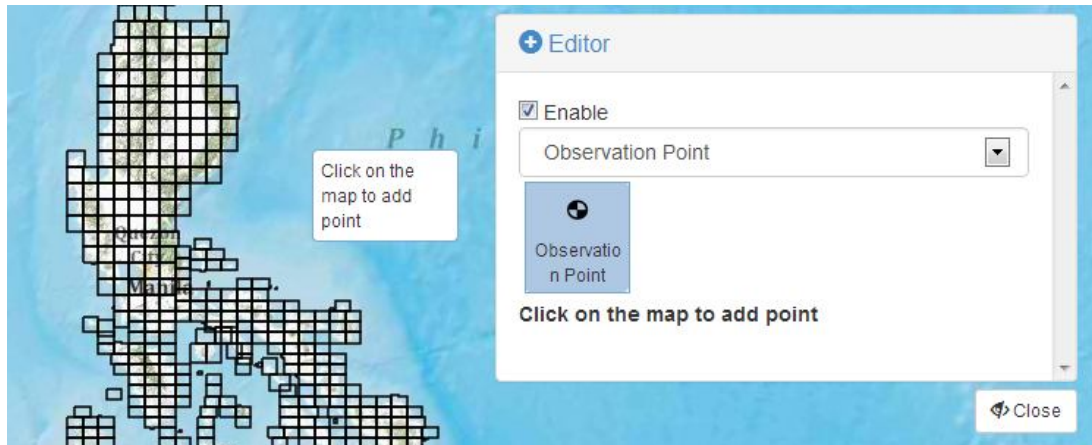 Editor
Enable
Observation Point
P h i
Click on the
map to add
point
Observatio
n Point
Quezon
City
Manila
Click on the map to add point
Close